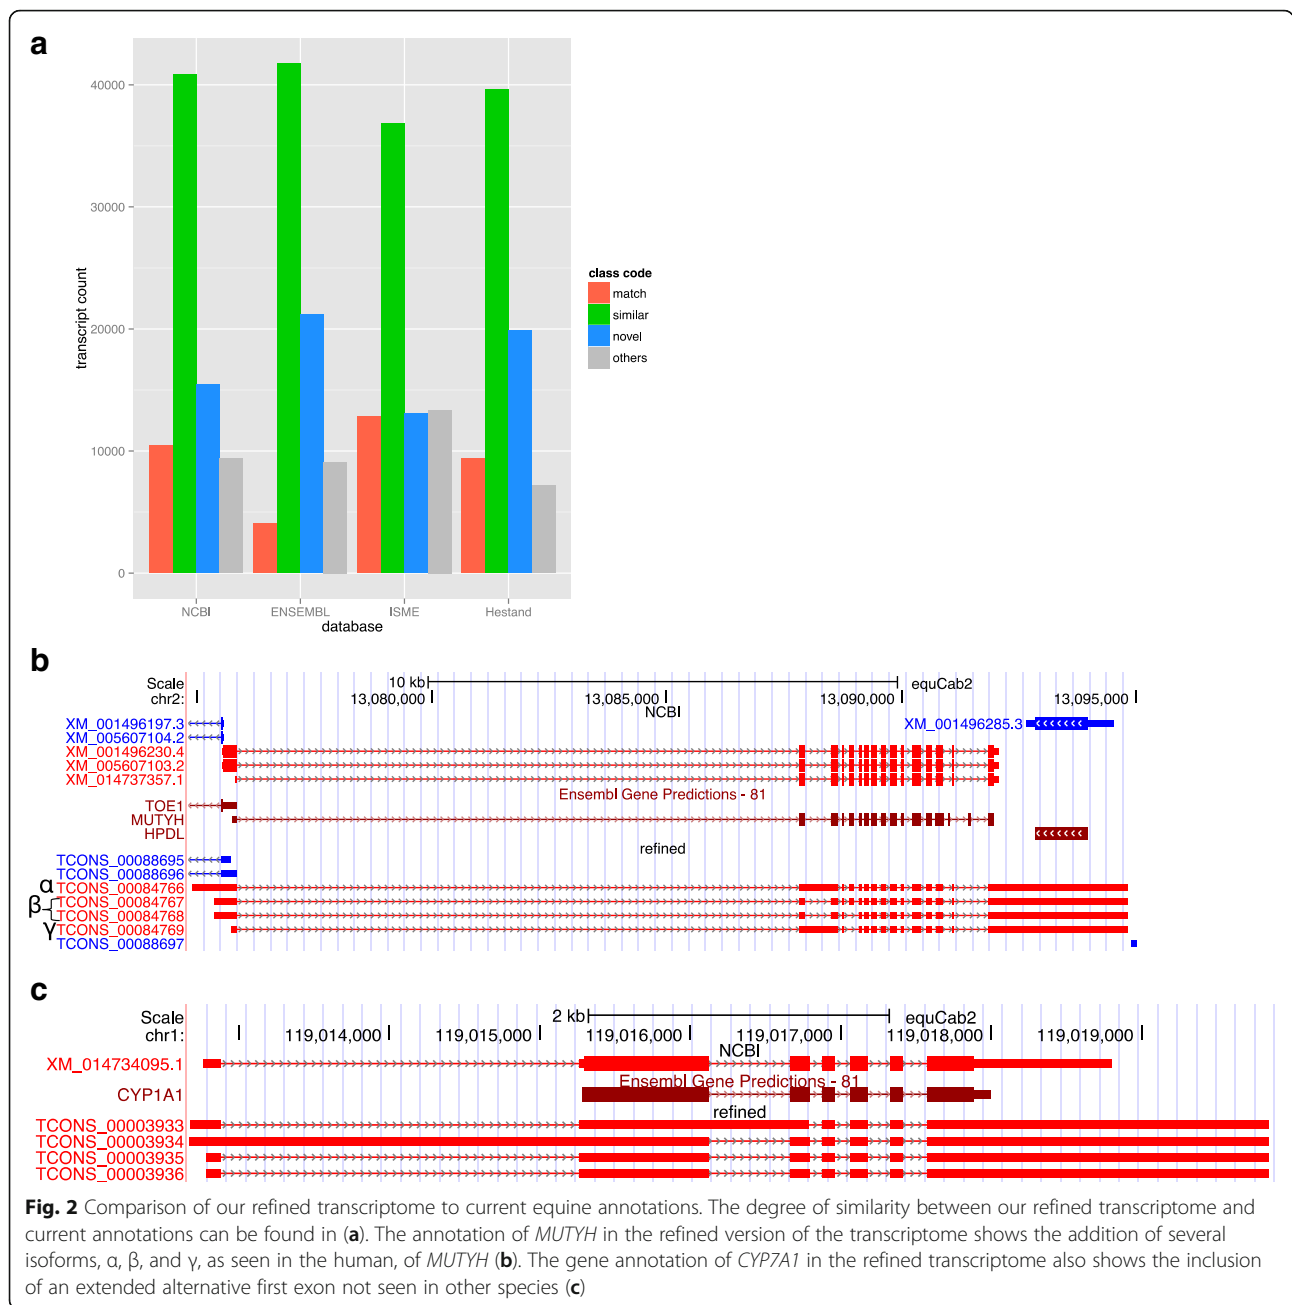 a
40000
30000
20000
10000
0
transcript count
NCBI ENSEMBL ISME Hestand
database
class code
match
similar
novel
others
b
Scale 10 kb equCab2
chr2: 13,080,000 13,085,000 13,090,000 13,095,000
NCBI
XM_001496197.3 XM_001496285.3
XM_005607104.2
XM_001496230.4
XM_005607103.2
XM_014737357.1
Ensembl Gene Predictions - 81
TOE1
MUTYH
HPDL
refined
TCONS_00088695
TCONS_00088696
α TCONS_00084766
β TCONS_00084767
TCONS_00084768
γ TCONS_00084769
TCONS_00088697
c
Scale 2 kb equCab2
chr1: 119,014,000 119,015,000 119,016,000 119,017,000 119,018,000 119,019,000
NCBI
XM_014734095.1
Ensembl Gene Predictions - 81
CYP1A1
refined
TCONS_00003933
TCONS_00003934
TCONS_00003935
TCONS_00003936
Fig. 2 Comparison of our refined transcriptome to current equine annotations. The degree of similarity between our refined transcriptome and
current annotations can be found in (a). The annotation of MUTYH in the refined version of the transcriptome shows the addition of several
isoforms, α, β, and γ, as seen in the human, of MUTYH (b). The gene annotation of CYP7A1 in the refined transcriptome also shows the inclusion
of an extended alternative first exon not seen in other species (c)